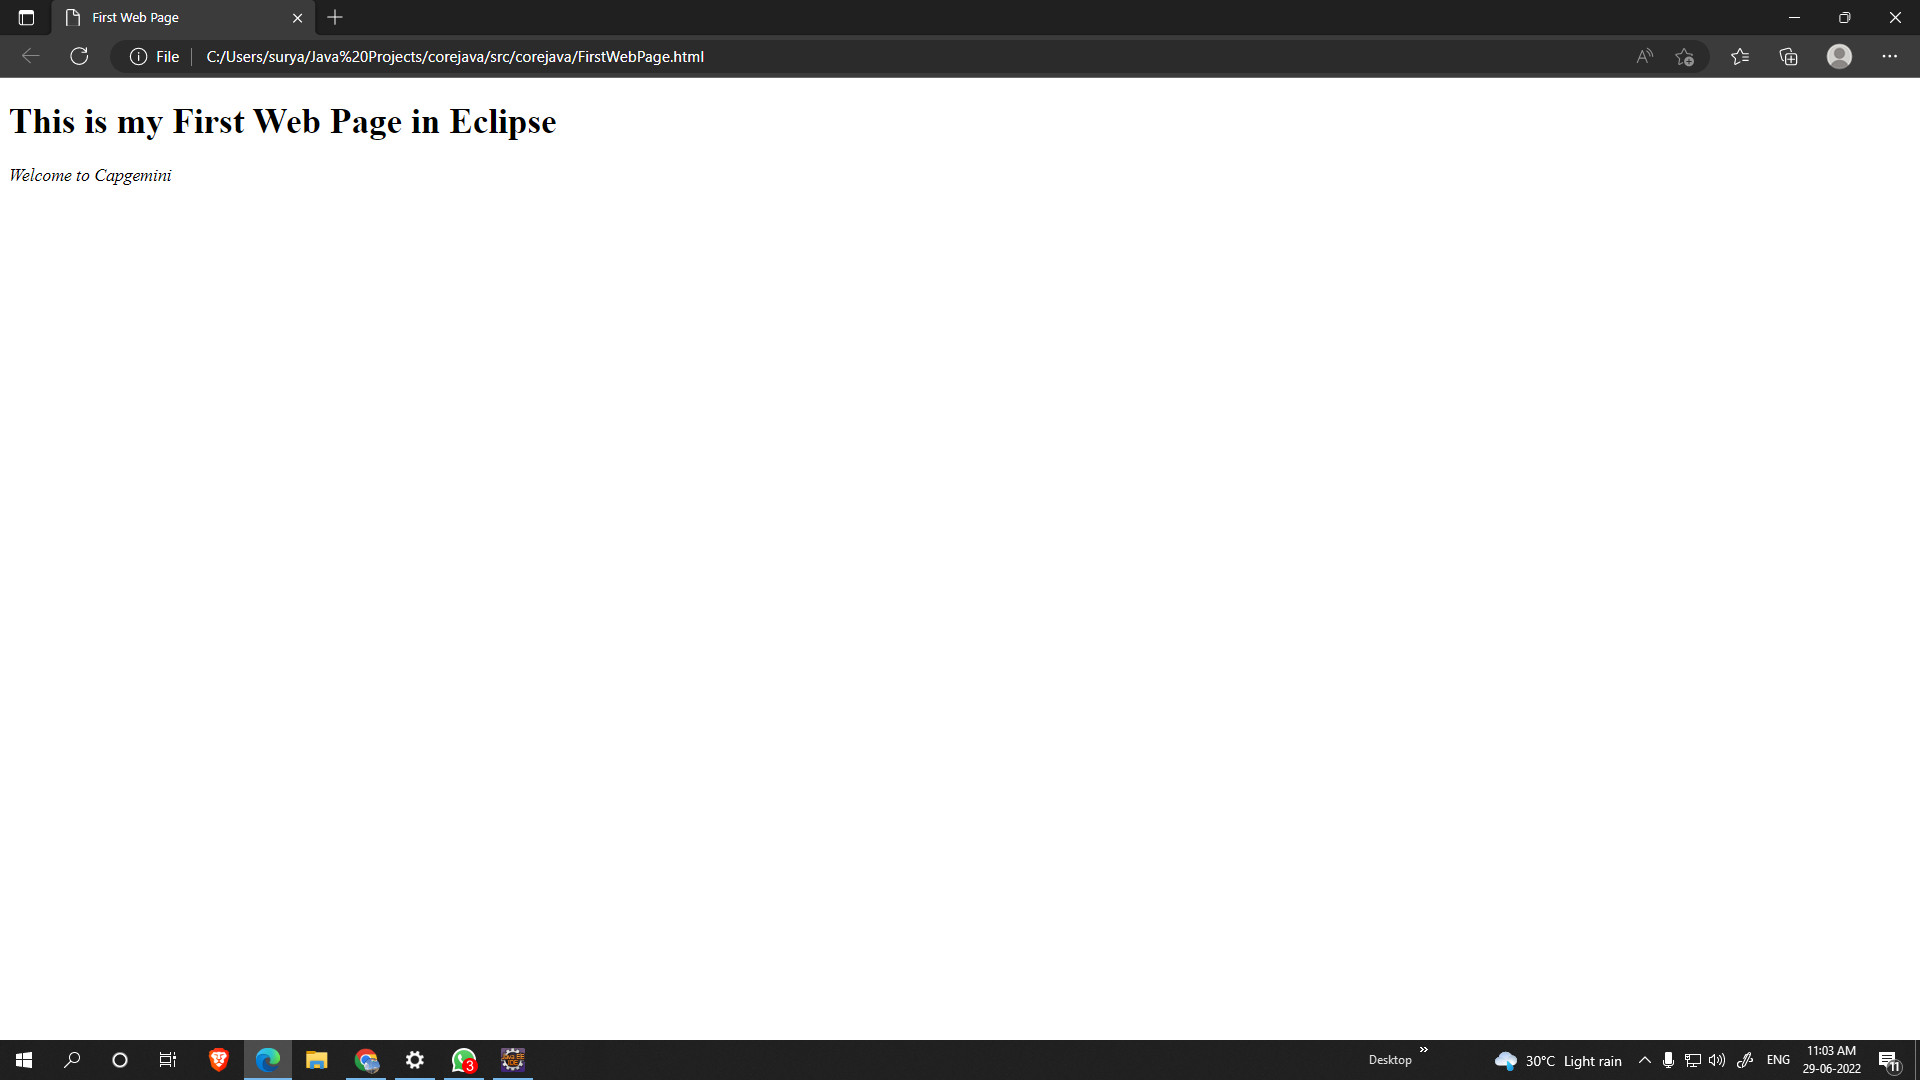 First Web Page
File
C:/Users/surya/Java%20Projects/corejava/src/corejava/FirstWebPage.html
This is my First Web Page in Eclipse
Welcome to Capgemini
3
Desktop
30°C Light rain
ENG
11:03 AM
29-06-2022
11